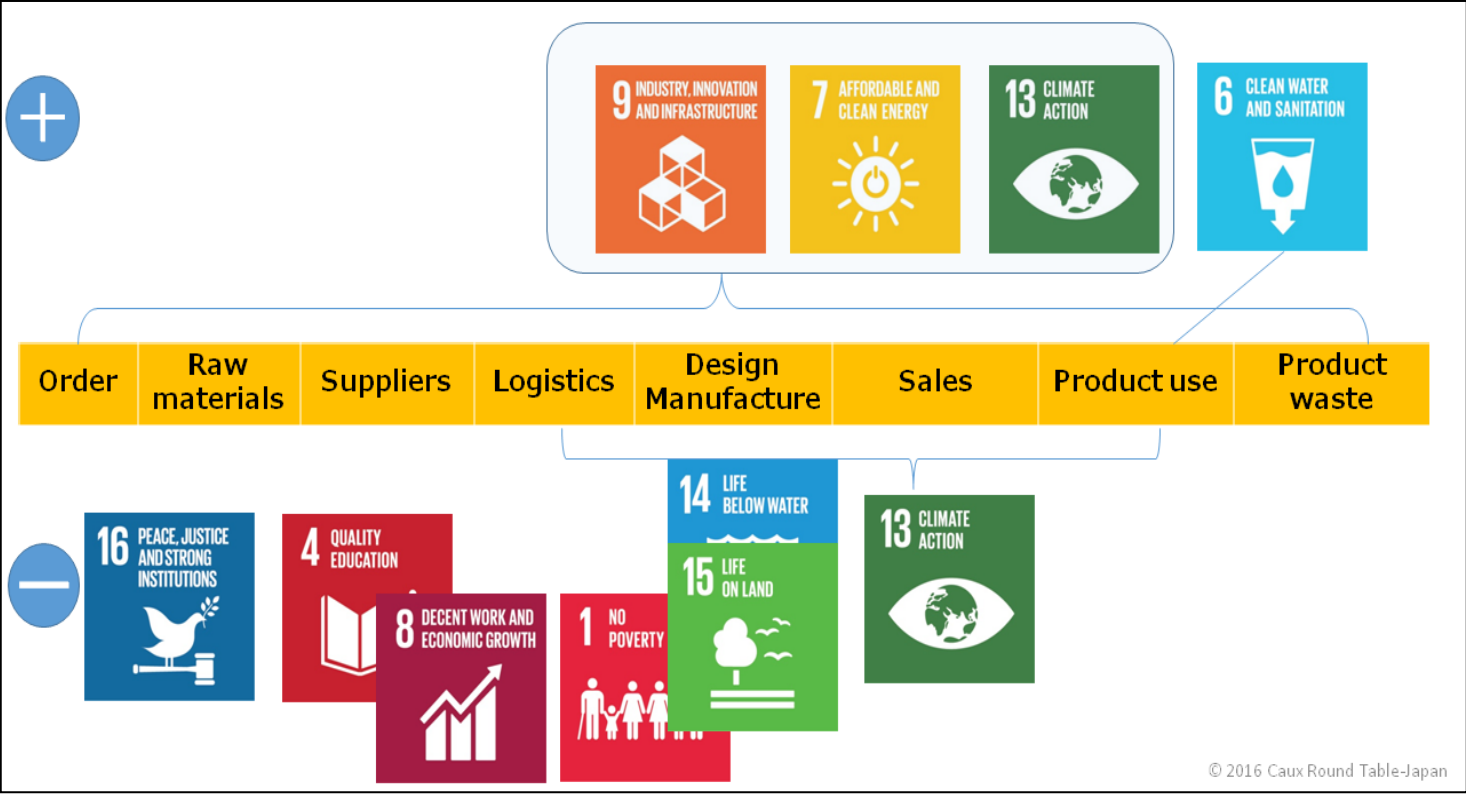 +
9 INDUSTRY, INNOVATION
AND INFRASTRUCTURE
7 AFFORDABLE AND
CLEAN ENERGY
13 CLIMATE
ACTION
6 CLEAN WATER
AND SANITATION
Order
Raw
materials
Suppliers
Logistics
Design
Manufacture
Sales
Product use
Product
waste
−
16 PEACE, JUSTICE
AND STRONG
INSTITUTIONS
4 QUALITY
EDUCATION
8 DECENT WORK AND
ECONOMIC GROWTH
1 NO
POVERTY
14 LIFE
BELOW WATER
15 LIFE
ON LAND
13 CLIMATE
ACTION
© 2016 Caux Round Table-Japan